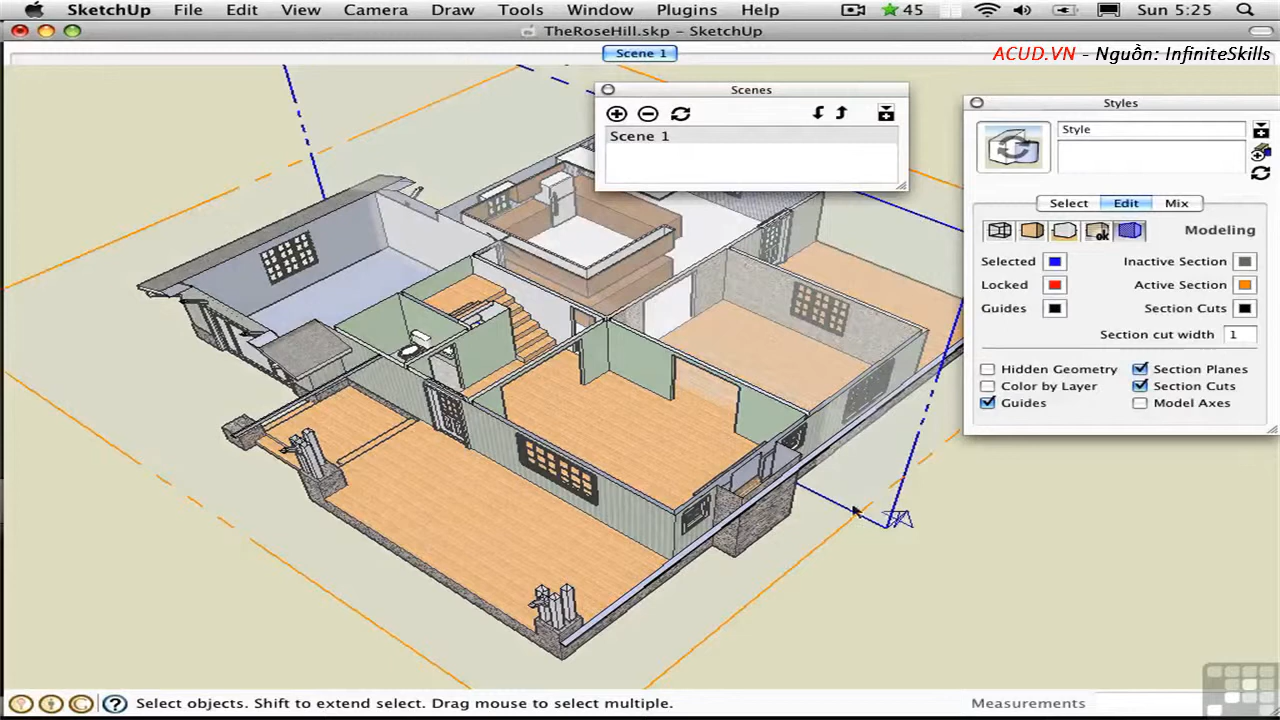 SketchUp File Edit View Camera Draw Tools Window Plugins Help 45 Sun 5:25
TheRoseHill.skp – SketchUp
Scene 1
ACUD.VN - Nguồn: InfiniteSkills
Scenes
Scene 1
Styles
Style
Select Edit Mix
ok
Modeling
Selected Inactive Section
Locked Active Section
Guides Section Cuts
Section cut width 1
Hidden Geometry Section Planes
Color by Layer Section Cuts
Guides Model Axes
? Select objects. Shift to extend select. Drag mouse to select multiple. Measurements